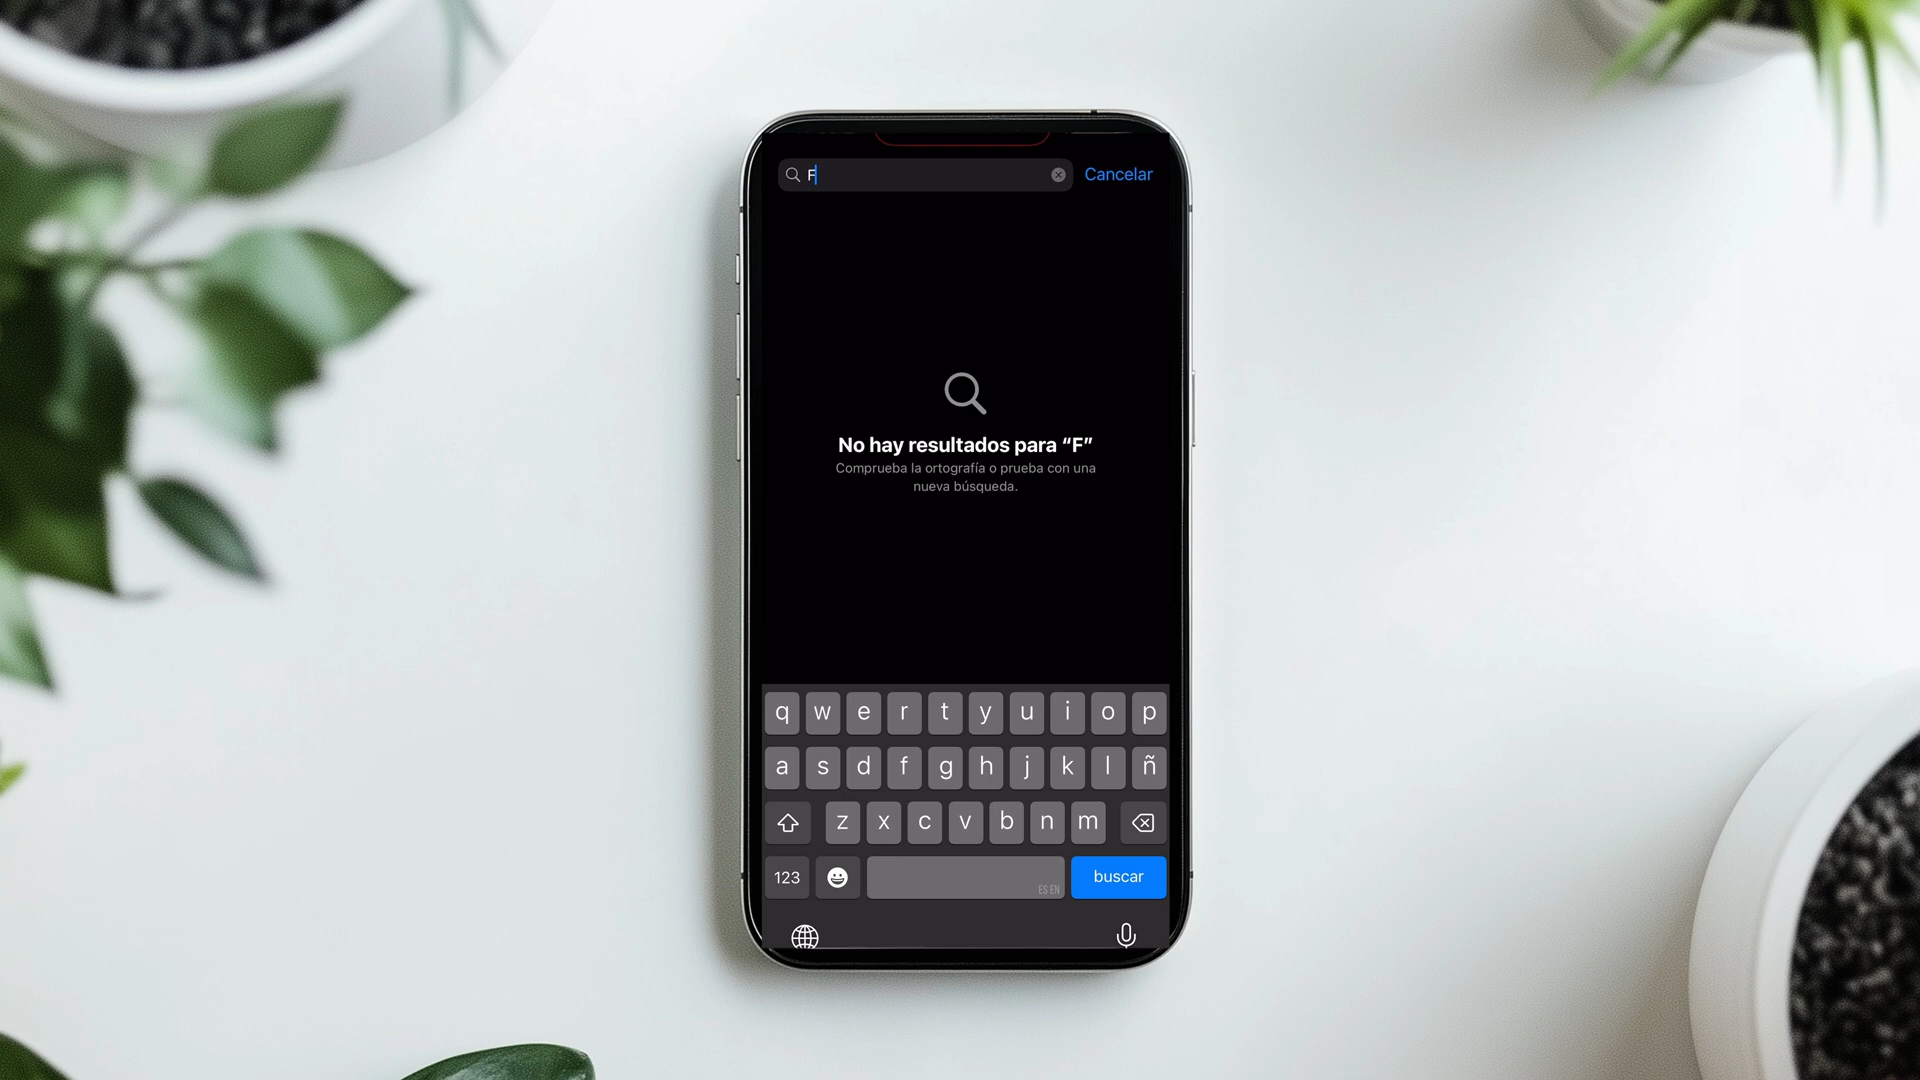 F
Cancelar
No hay resultados para “F”
Comprueba la ortografía o prueba con una
nueva búsqueda.
q w e r t y u i o p
a s d f g h j k l ñ
z x c v b n m
123
ES EN
buscar